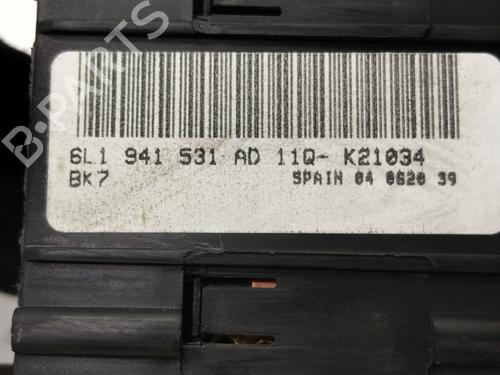 B-PARTS
6L1 941 531 AD 11Q- K21034
BK7 SPAIN 04 0620 39